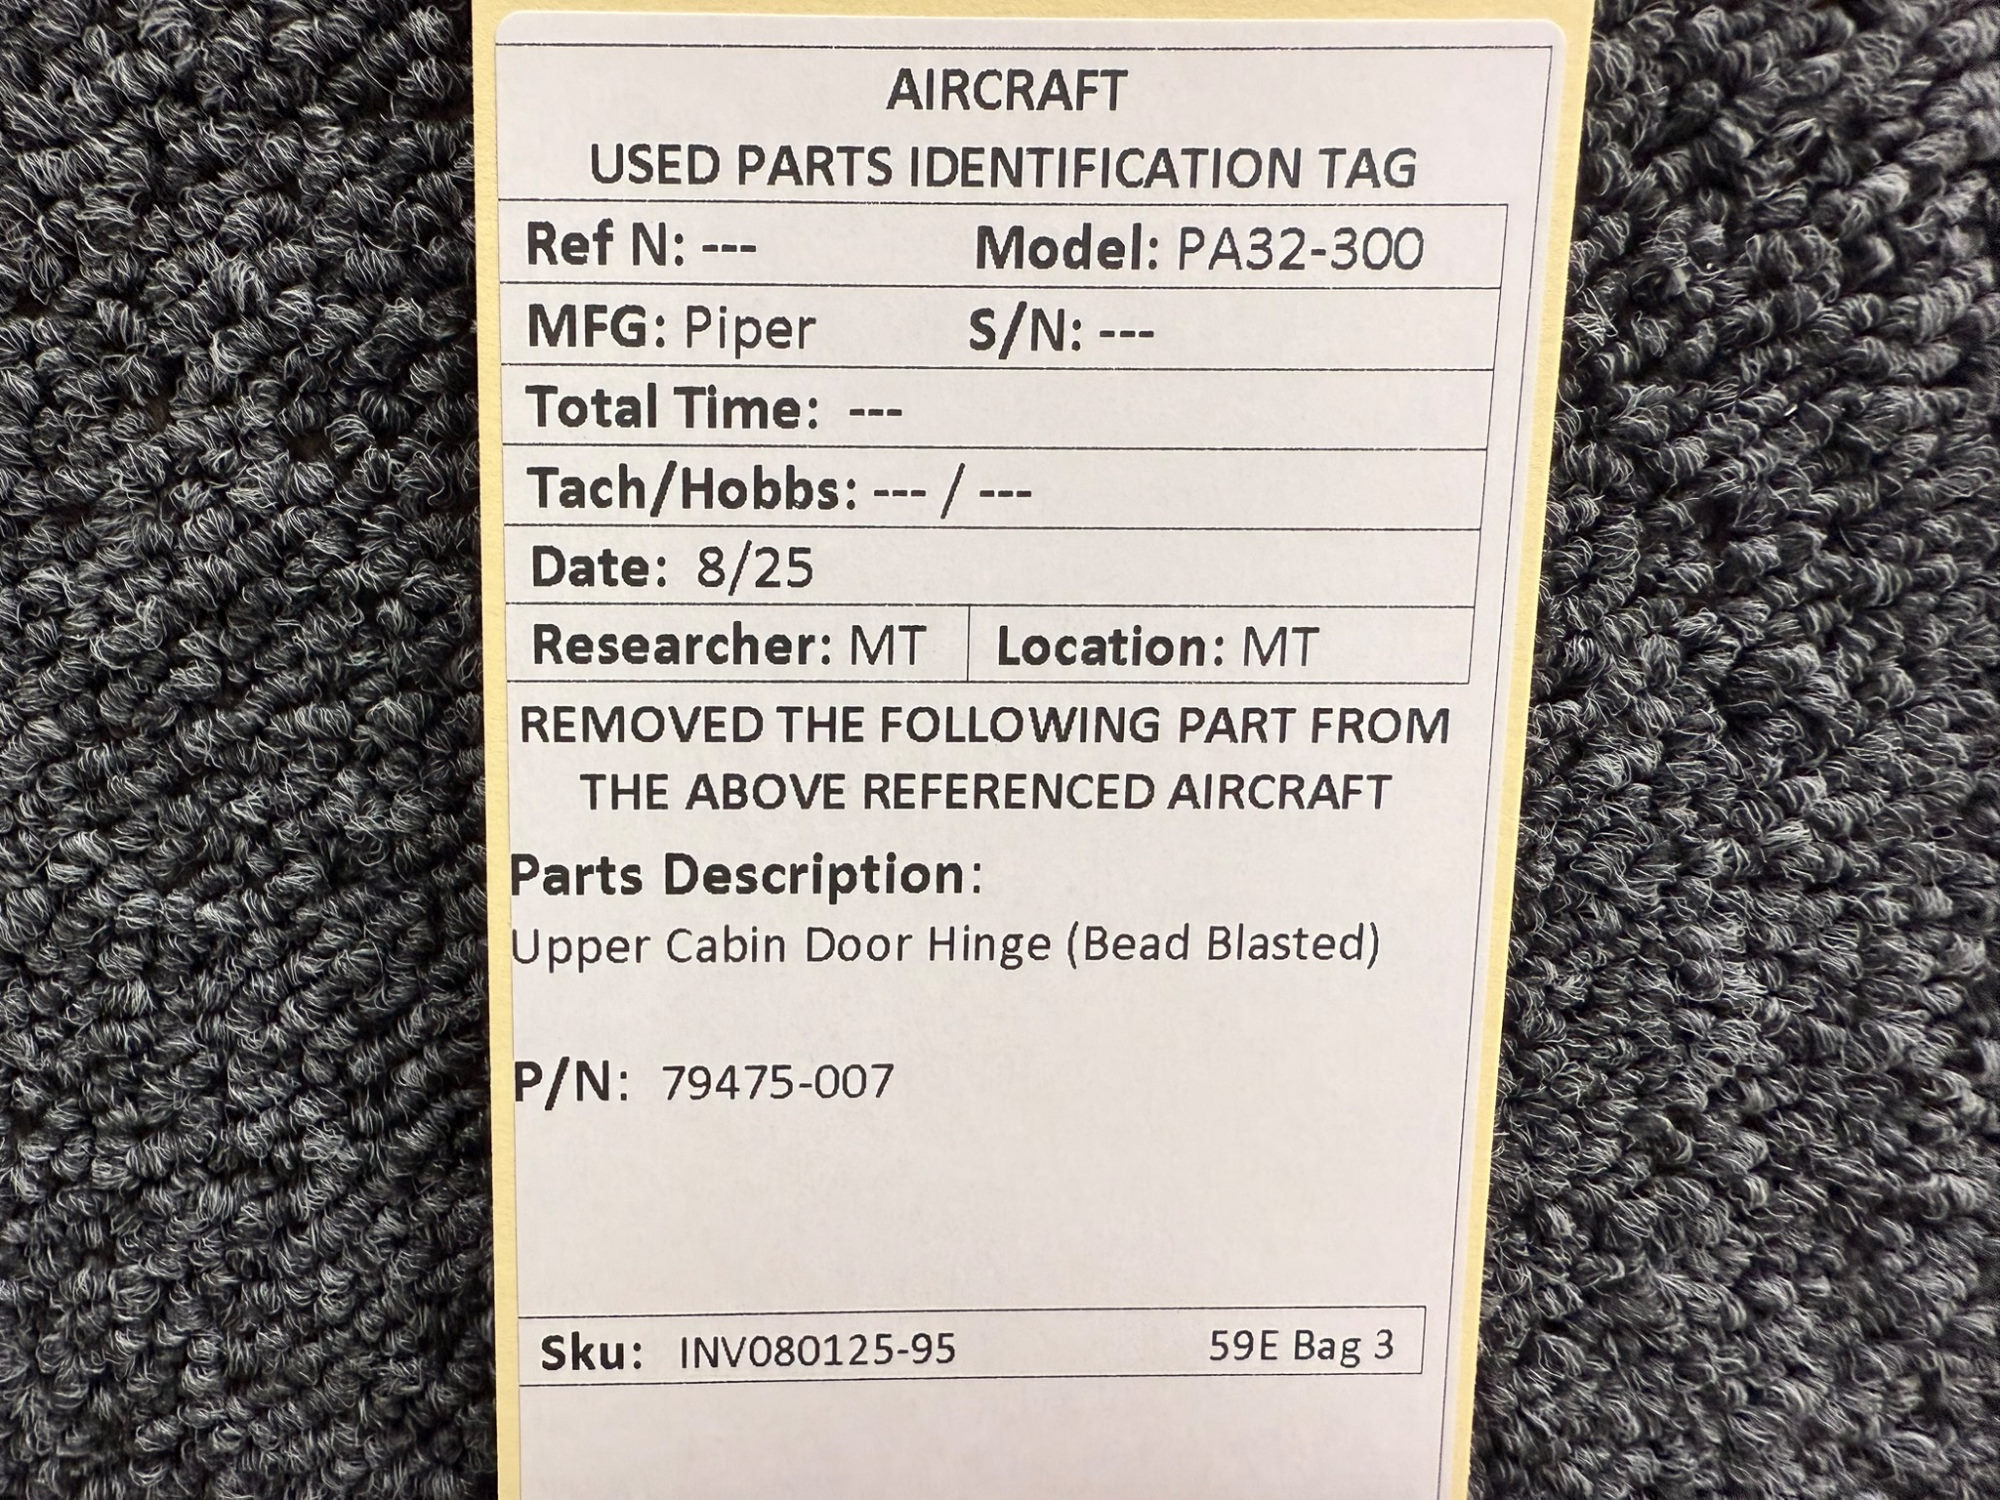 AIRCRAFT
USED PARTS IDENTIFICATION TAG
Ref N: --- Model: PA32-300
MFG: Piper S/N: ---
Total Time: ---
Tach/Hobbs: --- / ---
Date: 8/25
Researcher: MT Location: MT
REMOVED THE FOLLOWING PART FROM
THE ABOVE REFERENCED AIRCRAFT
Parts Description:
Upper Cabin Door Hinge (Bead Blasted)
P/N: 79475-007
Sku: INV080125-95 59E Bag 3